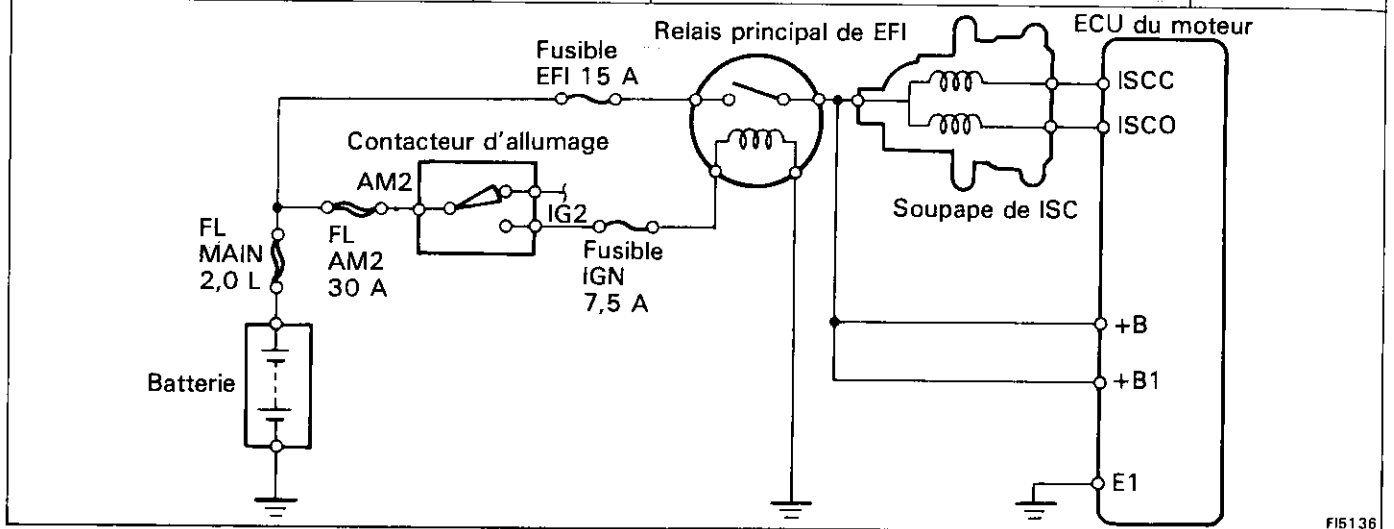 Relais principal de EFI
ECU du moteur
Fusible
EFI 15 A
ISCC
ISCO
Contacteur d'allumage
AM2
IG2
Soupape de ISC
FL
MAIN
2,0 L
FL
AM2
30 A
Fusible
IGN
7,5 A
+B
+B1
Batterie
E1
FI5136